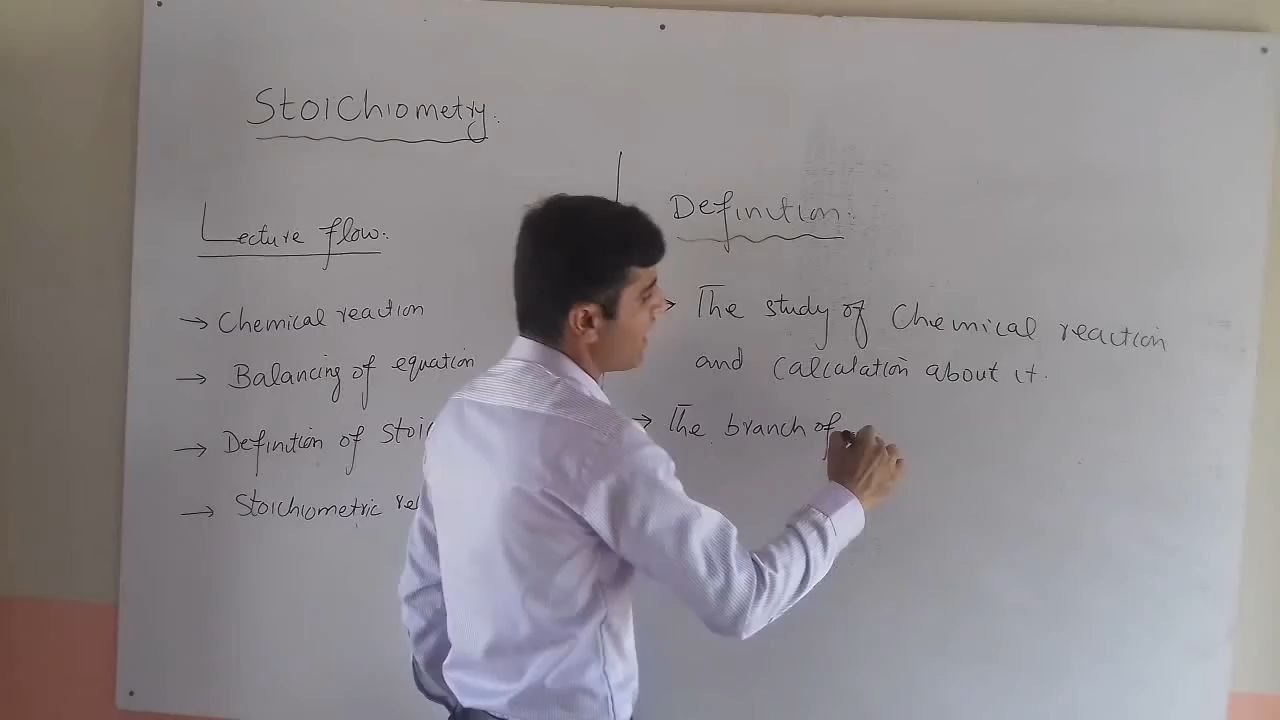 Stoichiometry.
Lecture flow:
→ Chemical reaction
→ Balancing of equation
→ Definition of Stoic
→ Stoichiometric re
Definition:
→ The study of Chemical reaction
and Calculation about it.
→ The branch of